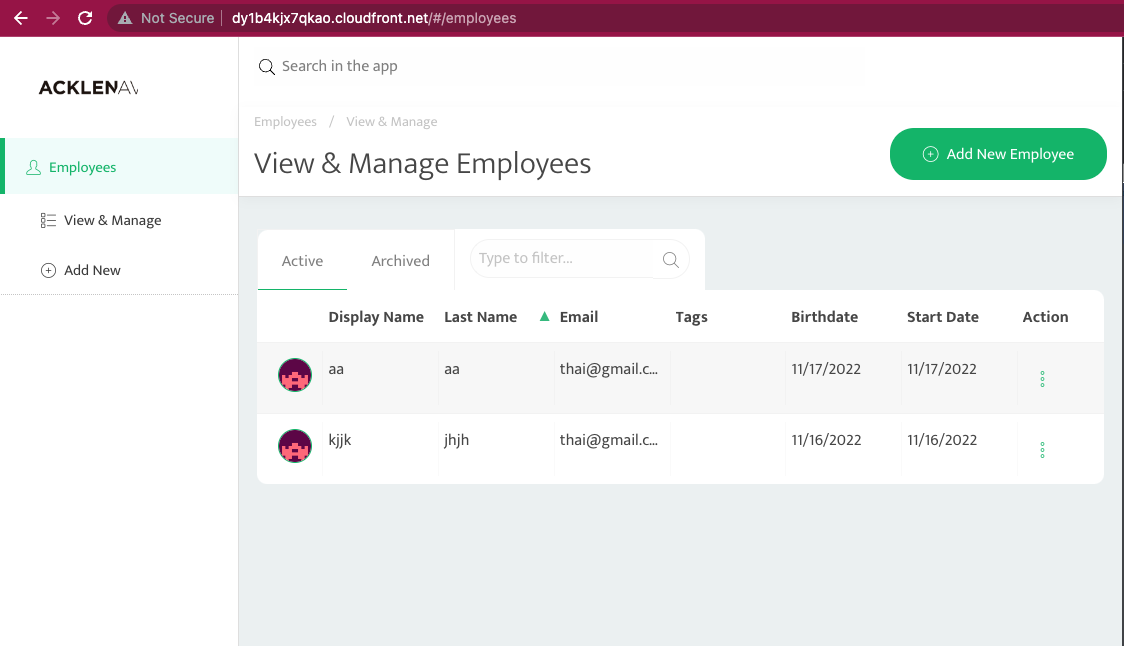 Not Secure dy1b4kjx7qkao.cloudfront.net/#/employees
ACKLENAV
Search in the app
Employees / View & Manage
View & Manage Employees
Add New Employee
Employees
View & Manage
Add New
Active Archived Type to filter...
Display Name Last Name ▲ Email Tags Birthdate Start Date Action
aa aa thai@gmail.c... 11/17/2022 11/17/2022
kjjk jhjh thai@gmail.c... 11/16/2022 11/16/2022